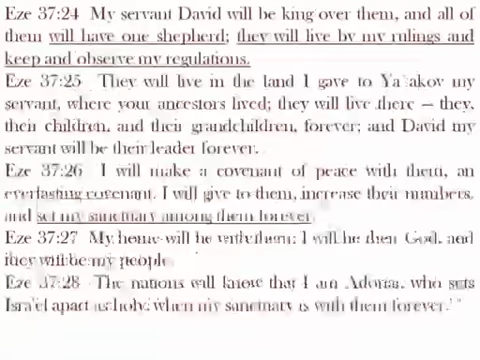 Eze 37:24 My servant David will be king over them, and all of
them will have one shepherd; they will live by my rulings and
keep and observe my regulations.
Eze 37:25 They will live in the land I gave to Ya'akov my
servant, where your ancestors lived; they will live there — they,
their children, and their grandchildren, forever; and David my
servant will be their leader forever.
Eze 37:26 I will make a covenant of peace with them, an
everlasting covenant. I will give to them, increase their numbers,
and set my sanctuary among them forever.
Eze 37:27 My home will be with them; I will be their God, and
they will be my people.
Eze 37:28 The nations will know that I am Adonai, who sets
Isra'el apart as holy, when my sanctuary is with them forever.'"